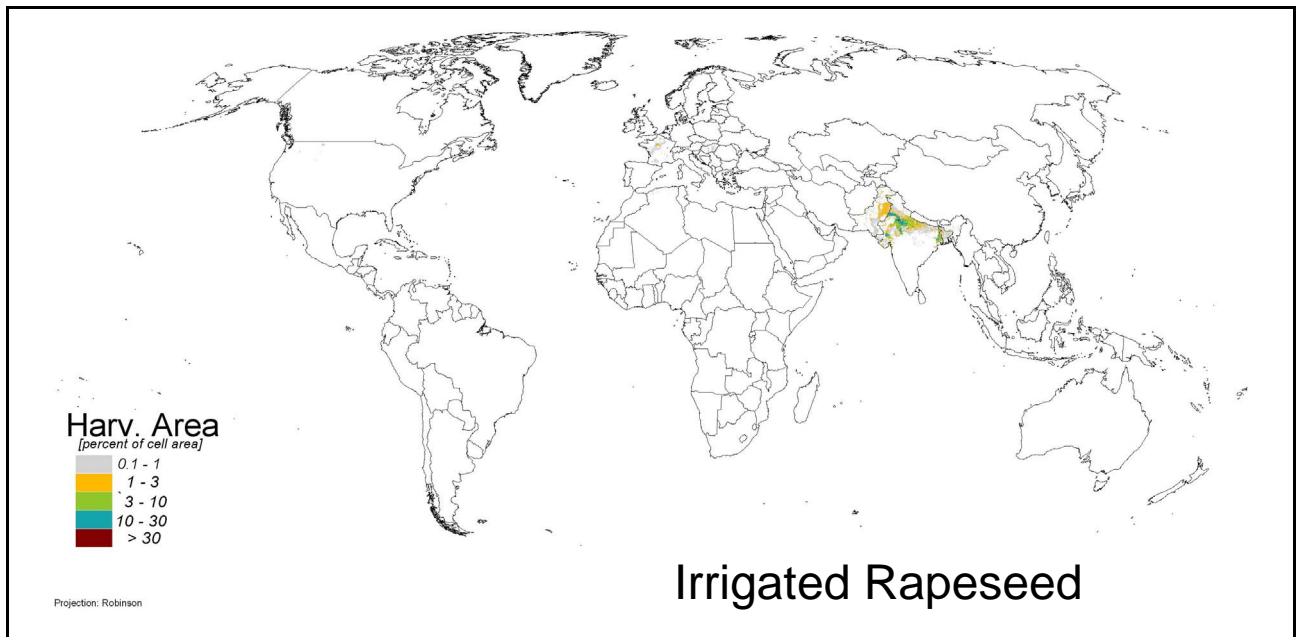 Harv. Area
[percent of cell area]
0.1 - 1
1 - 3
3 - 10
10 - 30
> 30
Irrigated Rapeseed
Projection: Robinson